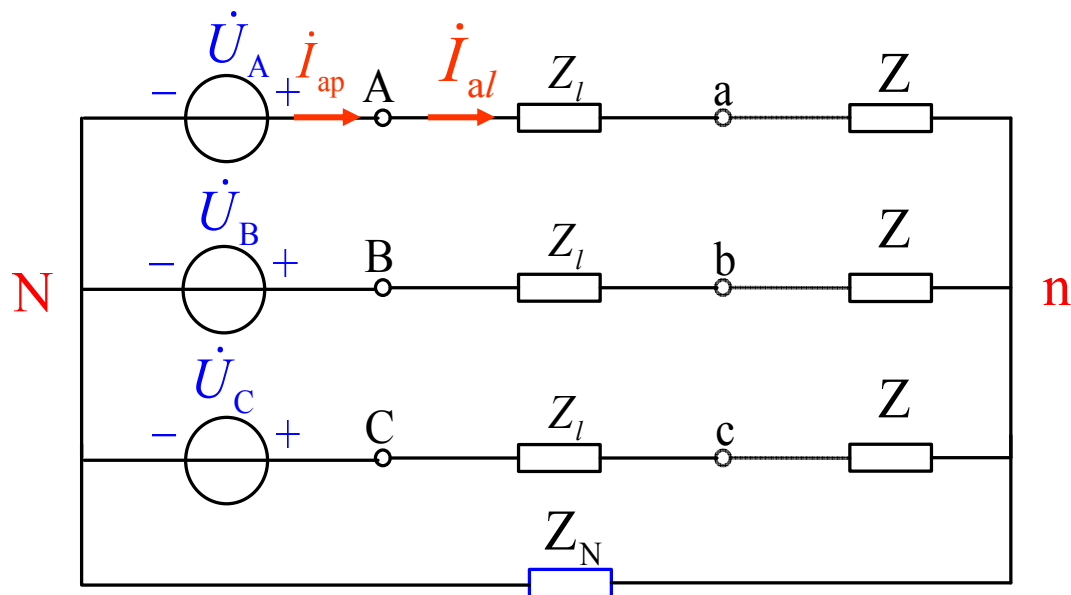 U̇A İap A İal Zl a Z
− +
U̇B B Zl b Z
− +
N n
U̇C C Zl c Z
− +
ZN